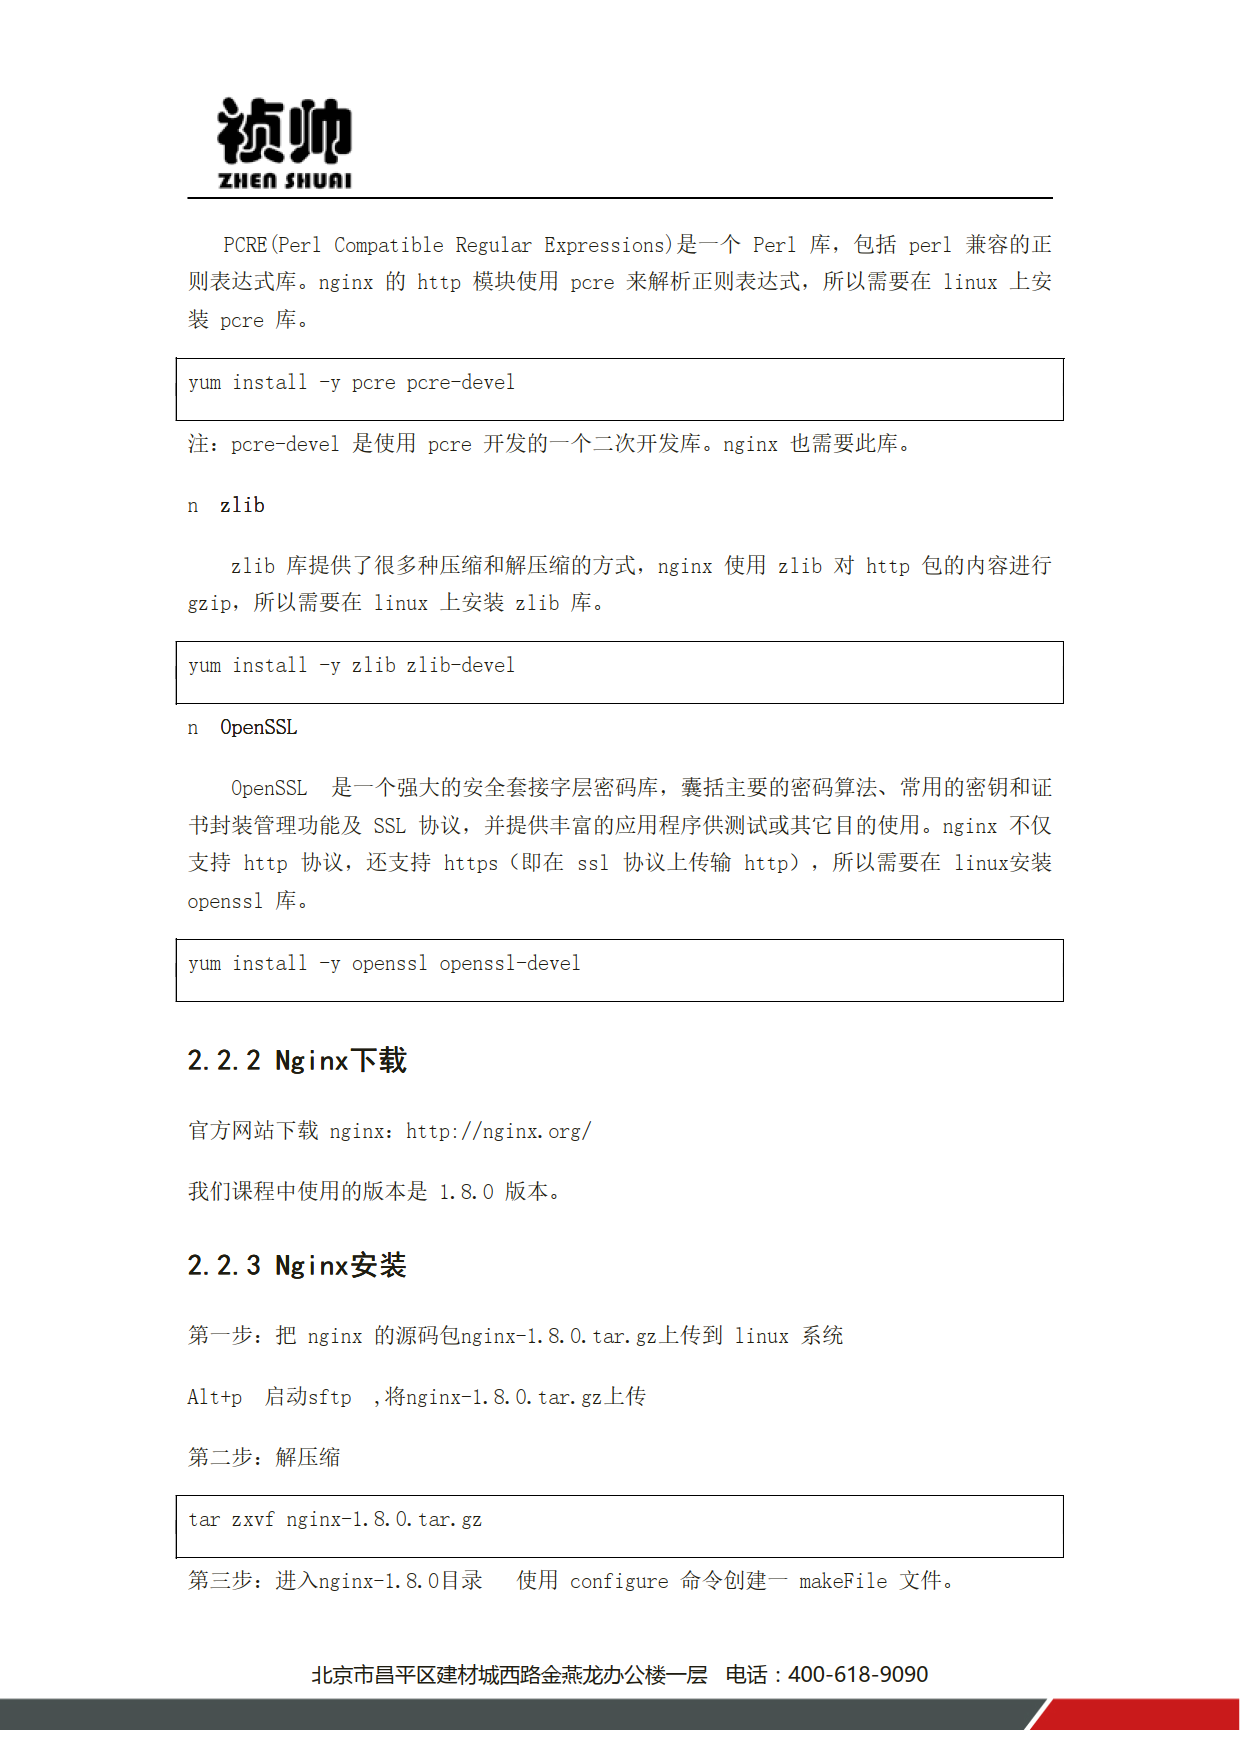 祯帅
ZHEN SHUAI
PCRE(Perl Compatible Regular Expressions)是一个 Perl 库，包括 perl 兼容的正
则表达式库。nginx 的 http 模块使用 pcre 来解析正则表达式，所以需要在 linux 上安
装 pcre 库。
yum install -y pcre pcre-devel
注：pcre-devel 是使用 pcre 开发的一个二次开发库。nginx 也需要此库。
n zlib
zlib 库提供了很多种压缩和解压缩的方式，nginx 使用 zlib 对 http 包的内容进行
gzip，所以需要在 linux 上安装 zlib 库。
yum install -y zlib zlib-devel
n OpenSSL
OpenSSL 是一个强大的安全套接字层密码库，囊括主要的密码算法、常用的密钥和证
书封装管理功能及 SSL 协议，并提供丰富的应用程序供测试或其它目的使用。nginx 不仅
支持 http 协议，还支持 https（即在 ssl 协议上传输 http），所以需要在 linux安装
openssl 库。
yum install -y openssl openssl-devel
2.2.2 Nginx下载
官方网站下载 nginx：http://nginx.org/
我们课程中使用的版本是 1.8.0 版本。
2.2.3 Nginx安装
第一步：把 nginx 的源码包nginx-1.8.0.tar.gz上传到 linux 系统
Alt+p 启动sftp ,将nginx-1.8.0.tar.gz上传
第二步：解压缩
tar zxvf nginx-1.8.0.tar.gz
第三步：进入nginx-1.8.0目录 使用 configure 命令创建一 makeFile 文件。
北京市昌平区建材城西路金燕龙办公楼一层 电话：400-618-9090